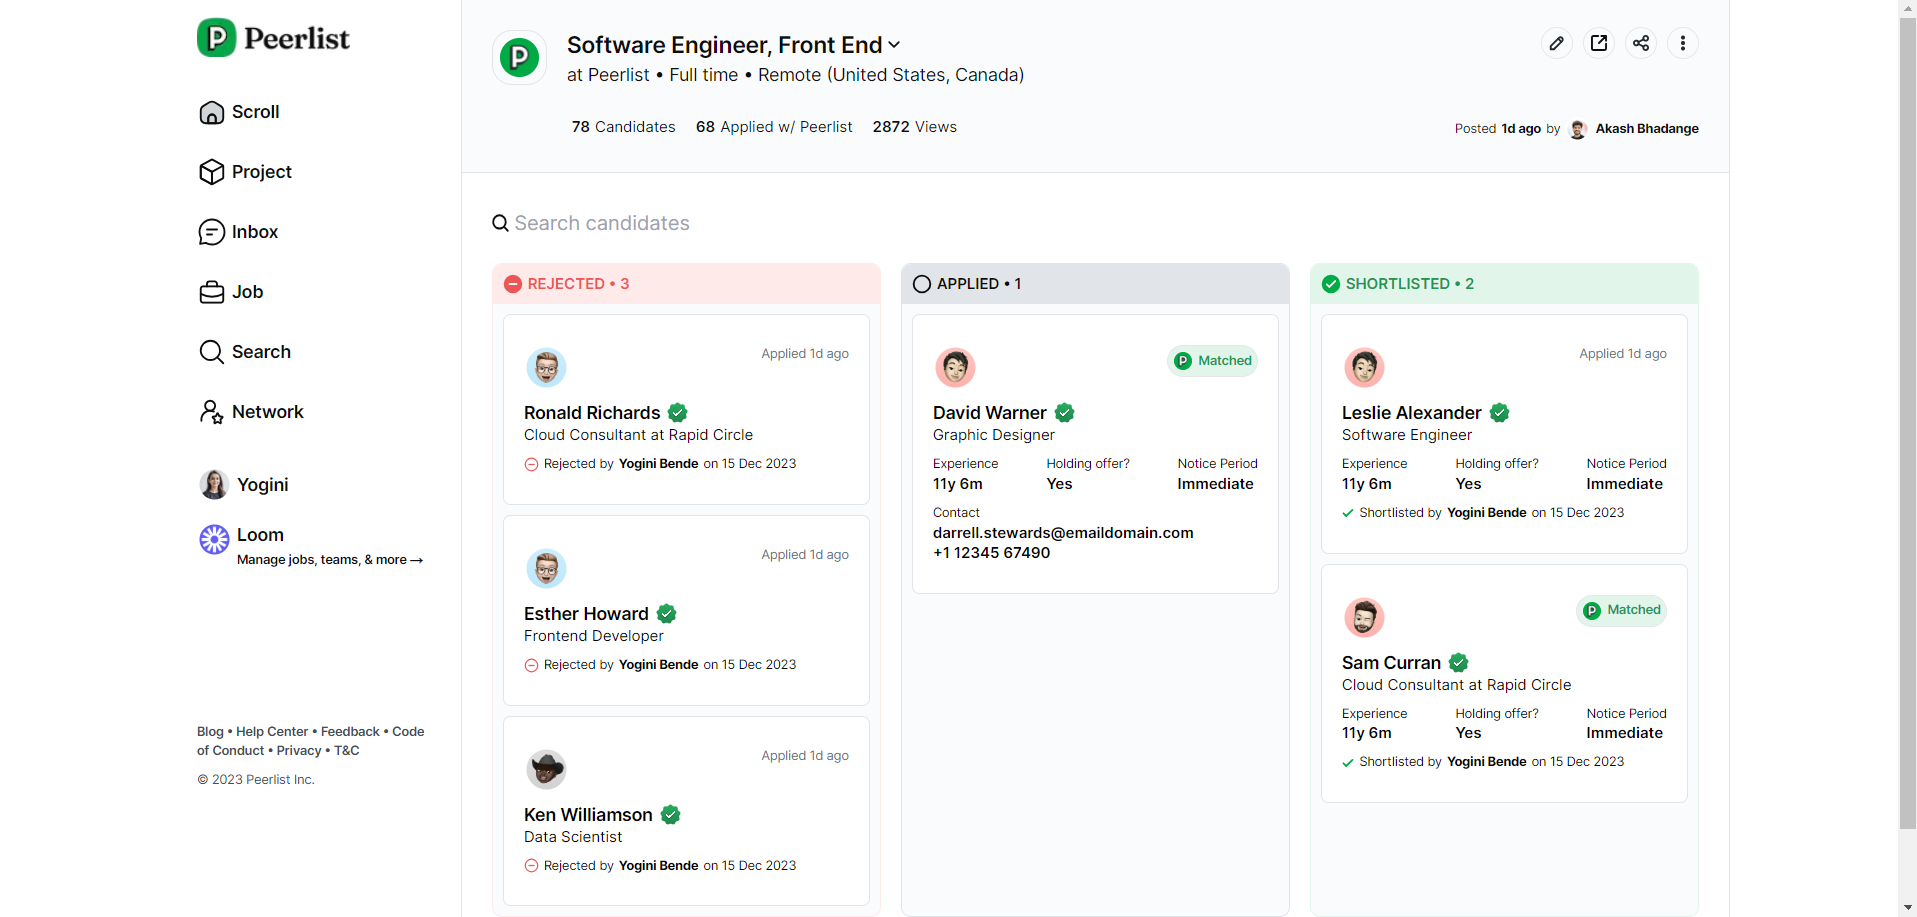 Peerlist
Scroll
Project
Inbox
Job
Search
Network
Yogini
Loom
Manage jobs, teams, & more →
Blog • Help Center • Feedback • Code
of Conduct • Privacy • T&C
© 2023 Peerlist Inc.
Software Engineer, Front End
at Peerlist • Full time • Remote (United States, Canada)
78 Candidates 68 Applied w/ Peerlist 2872 Views
Posted 1d ago by Akash Bhadange
Search candidates
REJECTED • 3
Applied 1d ago
Ronald Richards
Cloud Consultant at Rapid Circle
Rejected by Yogini Bende on 15 Dec 2023
Applied 1d ago
Esther Howard
Frontend Developer
Rejected by Yogini Bende on 15 Dec 2023
Applied 1d ago
Ken Williamson
Data Scientist
Rejected by Yogini Bende on 15 Dec 2023
APPLIED • 1
Matched
David Warner
Graphic Designer
Experience Holding offer? Notice Period
11y 6m Yes Immediate
Contact
darrell.stewards@emaildomain.com
+1 12345 67490
SHORTLISTED • 2
Applied 1d ago
Leslie Alexander
Software Engineer
Experience Holding offer? Notice Period
11y 6m Yes Immediate
Shortlisted by Yogini Bende on 15 Dec 2023
Matched
Sam Curran
Cloud Consultant at Rapid Circle
Experience Holding offer? Notice Period
11y 6m Yes Immediate
Shortlisted by Yogini Bende on 15 Dec 2023